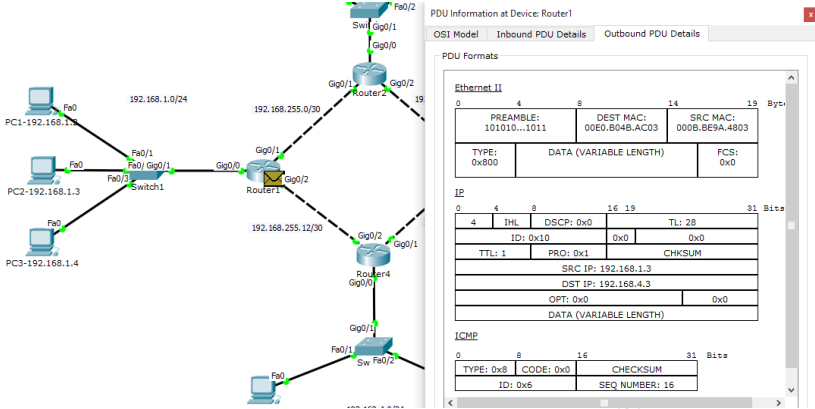 Fa0/2
Swit
Gig0/1
Gig0/0
Gig0/1
Gig0/2
Router2
192.168.1.0/24
192.168.255.0/30
19
Fa0
PC1-192.168.1.2
Fa0/1
Gig0/1
Fa0
Fa0/
Gig0/1
Gig0/0
PC2-192.168.1.3
Fa0/3
Switch1
Router1
Gig0/2
Fa0
192.168.255.12/30
Gig0/2
Gig0/1
PC3-192.168.1.4
Router4
Gig0/0
Gig0/1
Fa0/1
Sw
Fa0/2
Fa0
PDU Information at Device: Router1
x
OSI Model Inbound PDU Details Outbound PDU Details
PDU Formats
Ethernet II
0 4 8 14 19 Byt
PREAMBLE: DEST MAC: SRC MAC:
101010...1011 00E0.B04B.AC03 000B.BE9A.4803
TYPE: DATA (VARIABLE LENGTH) FCS:
0x800 0x0
IP
0 4 8 16 19 31 Bits
4 IHL DSCP: 0x0 TL: 28
ID: 0x10 0x0 0x0
TTL: 1 PRO: 0x1 CHKSUM
SRC IP: 192.168.1.3
DST IP: 192.168.4.3
OPT: 0x0 0x0
DATA (VARIABLE LENGTH)
ICMP
0 8 16 31 Bits
TYPE: 0x8 CODE: 0x0 CHECKSUM
ID: 0x6 SEQ NUMBER: 16